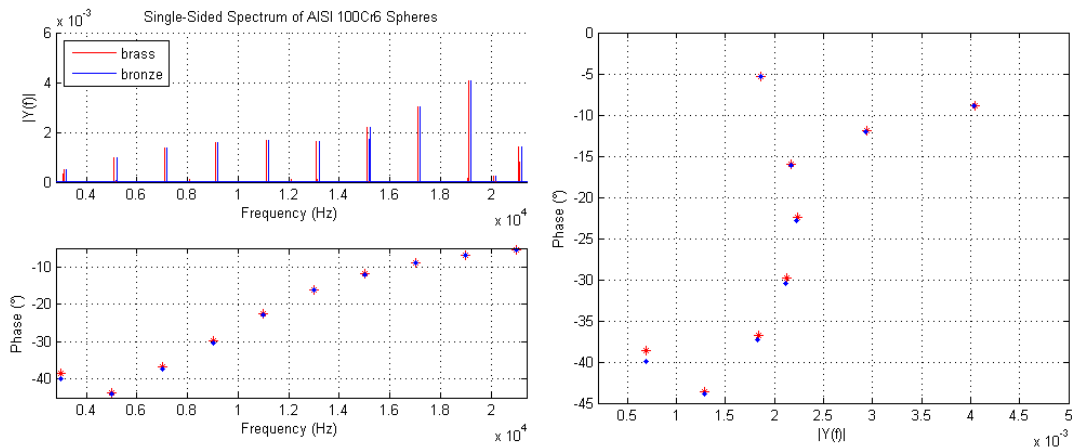 x 10⁻³
Single-Sided Spectrum of AISI 100Cr6 Spheres
6
4
2
0
|Y(f)|
brass
bronze
0.4 0.6 0.8 1 1.2 1.4 1.6 1.8 2
Frequency (Hz)
x 10⁴
-10
-20
-30
-40
Phase (°)
0.4 0.6 0.8 1 1.2 1.4 1.6 1.8 2
Frequency (Hz)
x 10⁴
0
-5
-10
-15
-20
-25
-30
-35
-40
-45
Phase (°)
0.5 1 1.5 2 2.5 3 3.5 4 4.5 5
|Y(f)|
x 10⁻³